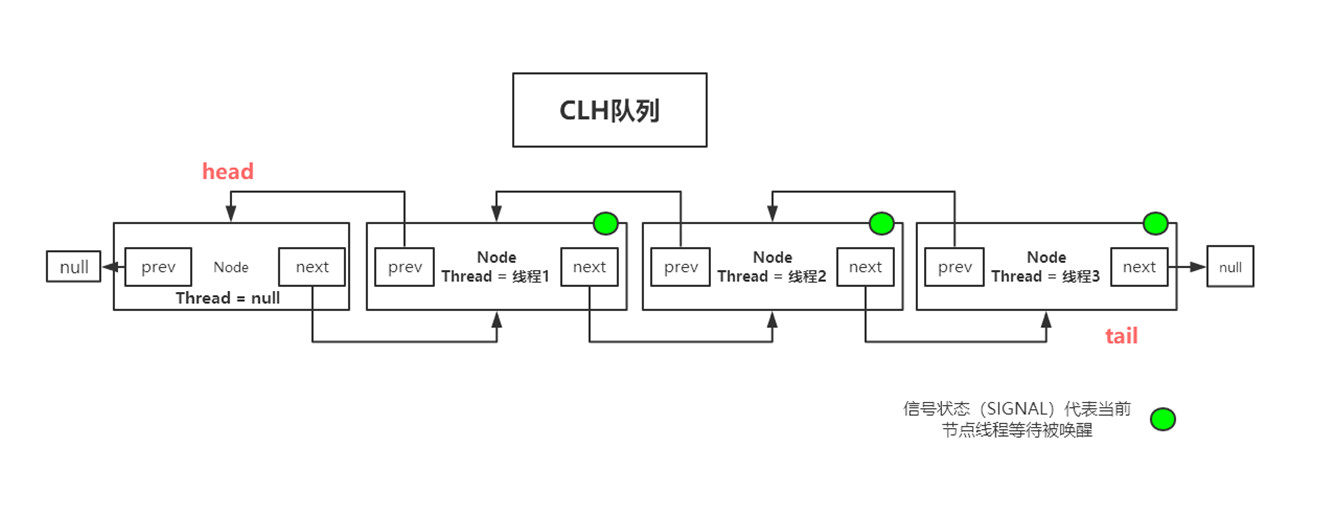 CLH队列
head
null
prev
Node
next
Thread = null
prev
Node
Thread = 线程1
next
prev
Node
Thread = 线程2
next
prev
Node
Thread = 线程3
next
null
tail
信号状态（SIGNAL）代表当前
节点线程等待被唤醒